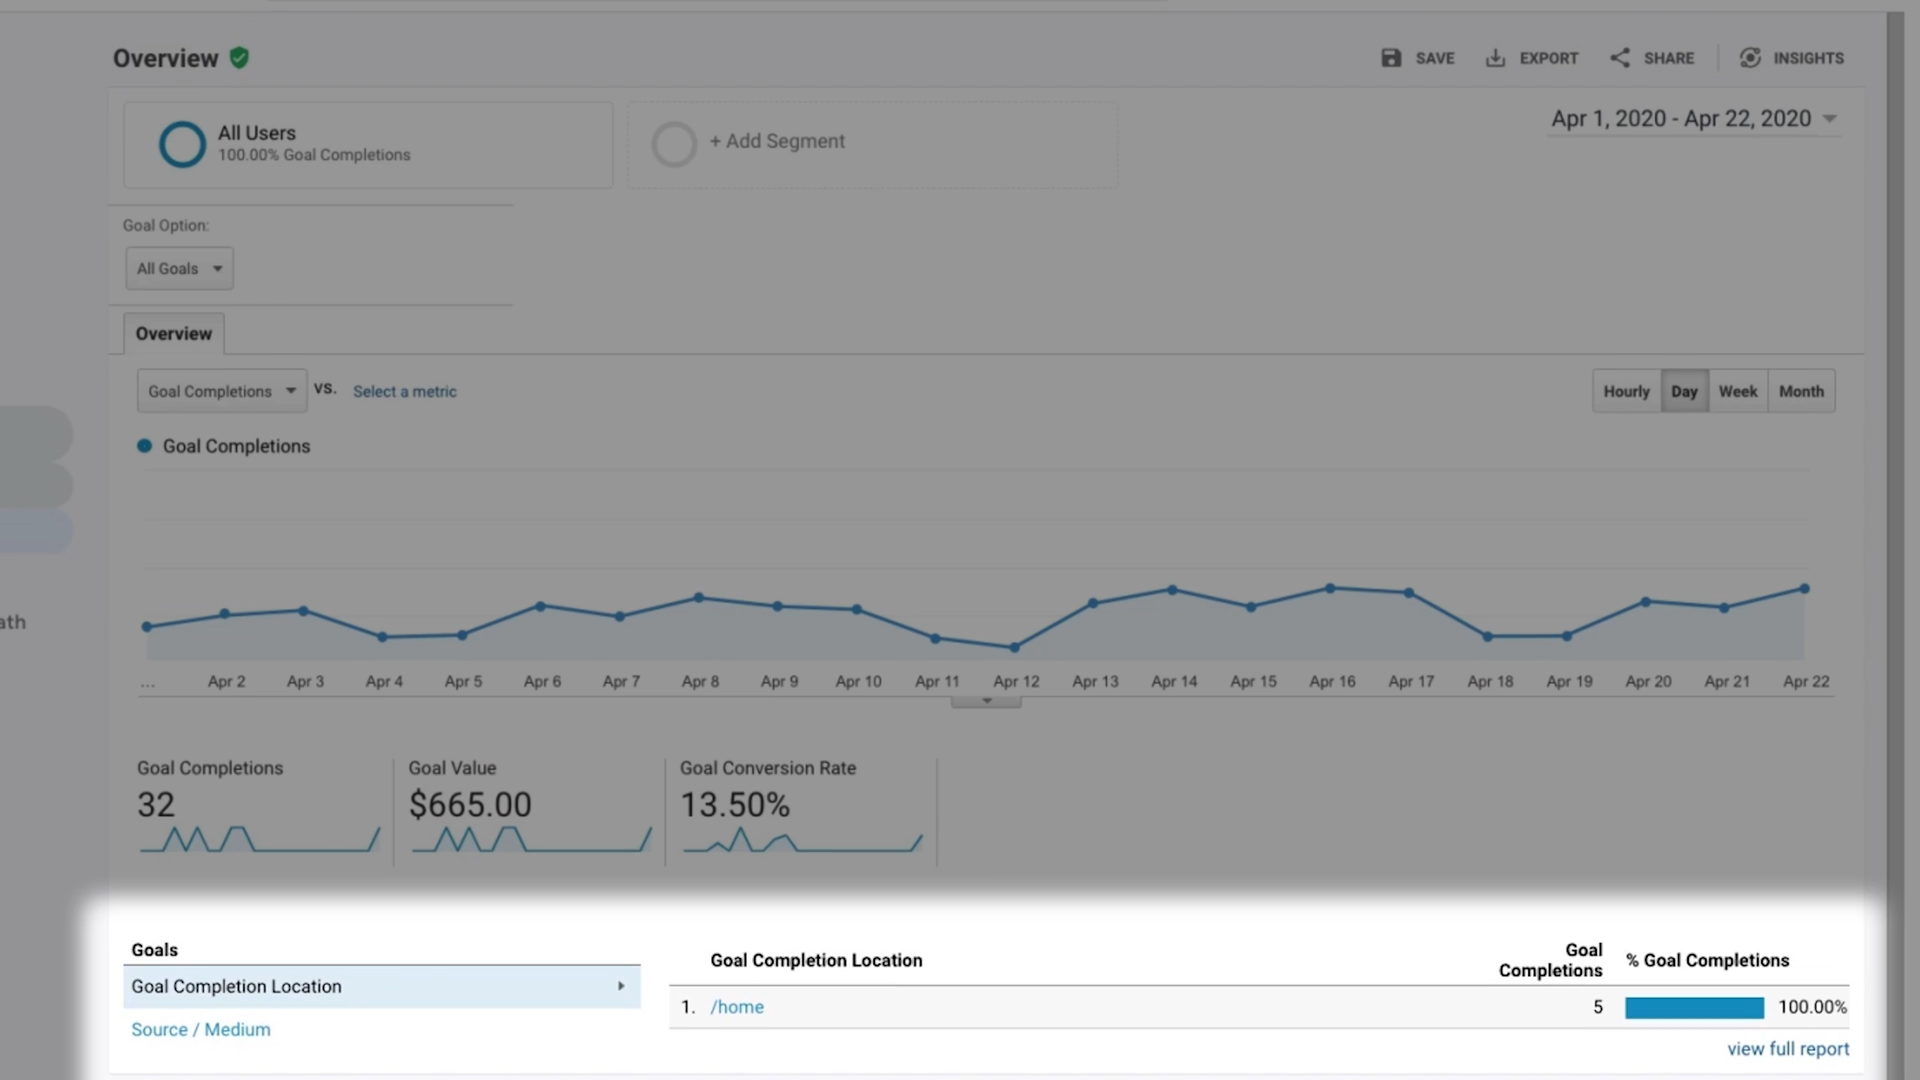 Overview
SAVE
EXPORT
SHARE
INSIGHTS
All Users
100.00% Goal Completions
+ Add Segment
Apr 1, 2020 - Apr 22, 2020
Goal Option:
All Goals
Overview
Goal Completions
VS.
Select a metric
Hourly
Day
Week
Month
Goal Completions
ath
...
Apr 2
Apr 3
Apr 4
Apr 5
Apr 6
Apr 7
Apr 8
Apr 9
Apr 10
Apr 11
Apr 12
Apr 13
Apr 14
Apr 15
Apr 16
Apr 17
Apr 18
Apr 19
Apr 20
Apr 21
Apr 22
Goal Completions
32
Goal Value
$665.00
Goal Conversion Rate
13.50%
Goals
Goal Completion Location
Source / Medium
Goal Completion Location
Goal
Completions
% Goal Completions
1. /home
5
100.00%
view full report